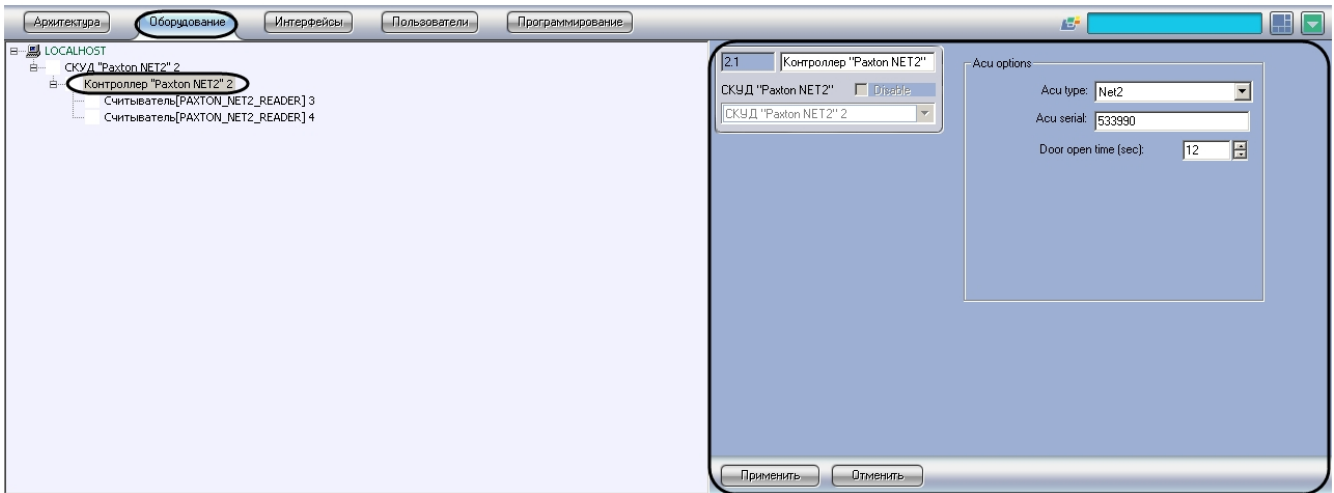 Архитектура Оборудование Интерфейсы Пользователи Программирование
LOCALHOST
СКУД "Paxton NET2" 2
Контроллер "Paxton NET2" 2
Считыватель[PAXTON_NET2_READER] 3
Считыватель[PAXTON_NET2_READER] 4
2.1 Контроллер "Paxton NET2"
СКУД "Paxton NET2" Disable
СКУД "Paxton NET2" 2
Acu options
Acu type: Net2
Acu serial: 533990
Door open time (sec): 12
Применить Отменить